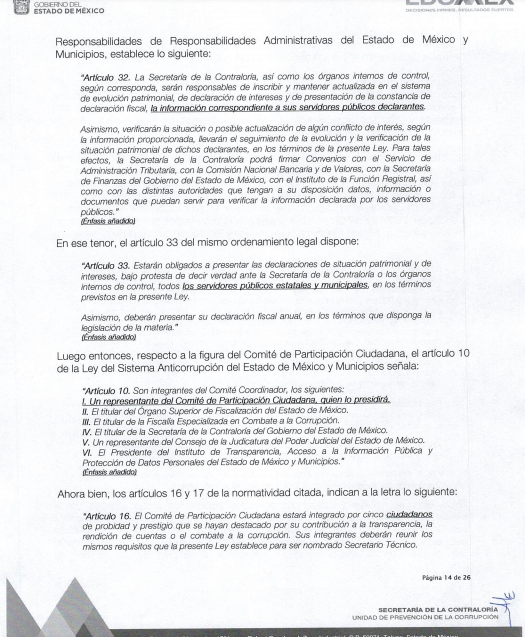 GOBIERNO DEL
ESTADO DE MÉXICO
EDOMÉX
DECISIONES FIRMES, RESULTADOS FUERTES
Responsabilidades de Responsabilidades Administrativas del Estado de México y
Municipios, establece lo siguiente:
"Artículo 32. La Secretaría de la Contraloría, así como los órganos internos de control,
según corresponda, serán responsables de inscribir y mantener actualizada en el sistema
de evolución patrimonial, de declaración de intereses y de presentación de la constancia de
declaración fiscal, la información correspondiente a sus servidores públicos declarantes.
Asimismo, verificarán la situación o posible actualización de algún conflicto de interés, según
la información proporcionada, llevarán el seguimiento de la evolución y la verificación de la
situación patrimonial de dichos declarantes, en los términos de la presente Ley. Para tales
efectos, la Secretaría de la Contraloría podrá firmar Convenios con el Servicio de
Administración Tributaria, con la Comisión Nacional Bancaria y de Valores, con la Secretaría
de Finanzas del Gobierno del Estado de México, con el Instituto de la Función Registral, así
como con las distintas autoridades que tengan a su disposición datos, información o
documentos que puedan servir para verificar la información declarada por los servidores
públicos."
(Énfasis añadido)
En ese tenor, el artículo 33 del mismo ordenamiento legal dispone:
"Artículo 33. Estarán obligados a presentar las declaraciones de situación patrimonial y de
intereses, bajo protesta de decir verdad ante la Secretaría de la Contraloría o los órganos
internos de control, todos los servidores públicos estatales y municipales, en los términos
previstos en la presente Ley.
Asimismo, deberán presentar su declaración fiscal anual, en los términos que disponga la
legislación de la materia."
(Énfasis añadido)
Luego entonces, respecto a la figura del Comité de Participación Ciudadana, el artículo 10
de la Ley del Sistema Anticorrupción del Estado de México y Municipios señala:
"Artículo 10. Son integrantes del Comité Coordinador, los siguientes:
I. Un representante del Comité de Participación Ciudadana, quien lo presidirá.
II. El titular del Órgano Superior de Fiscalización del Estado de México.
III. El titular de la Fiscalía Especializada en Combate a la Corrupción.
IV. El titular de la Secretaría de la Contraloría del Gobierno del Estado de México.
V. Un representante del Consejo de la Judicatura del Poder Judicial del Estado de México.
VI. El Presidente del Instituto de Transparencia, Acceso a la Información Pública y
Protección de Datos Personales del Estado de México y Municipios."
(Énfasis añadido)
Ahora bien, los artículos 16 y 17 de la normatividad citada, indican a la letra lo siguiente:
"Artículo 16. El Comité de Participación Ciudadana estará integrado por cinco ciudadanos
de probidad y prestigio que se hayan destacado por su contribución a la transparencia, la
rendición de cuentas o el combate a la corrupción. Sus integrantes deberán reunir los
mismos requisitos que la presente Ley establece para ser nombrado Secretario Técnico.
Página 14 de 26
SECRETARÍA DE LA CONTRALORÍA
UNIDAD DE PREVENCIÓN DE LA CORRUPCIÓN